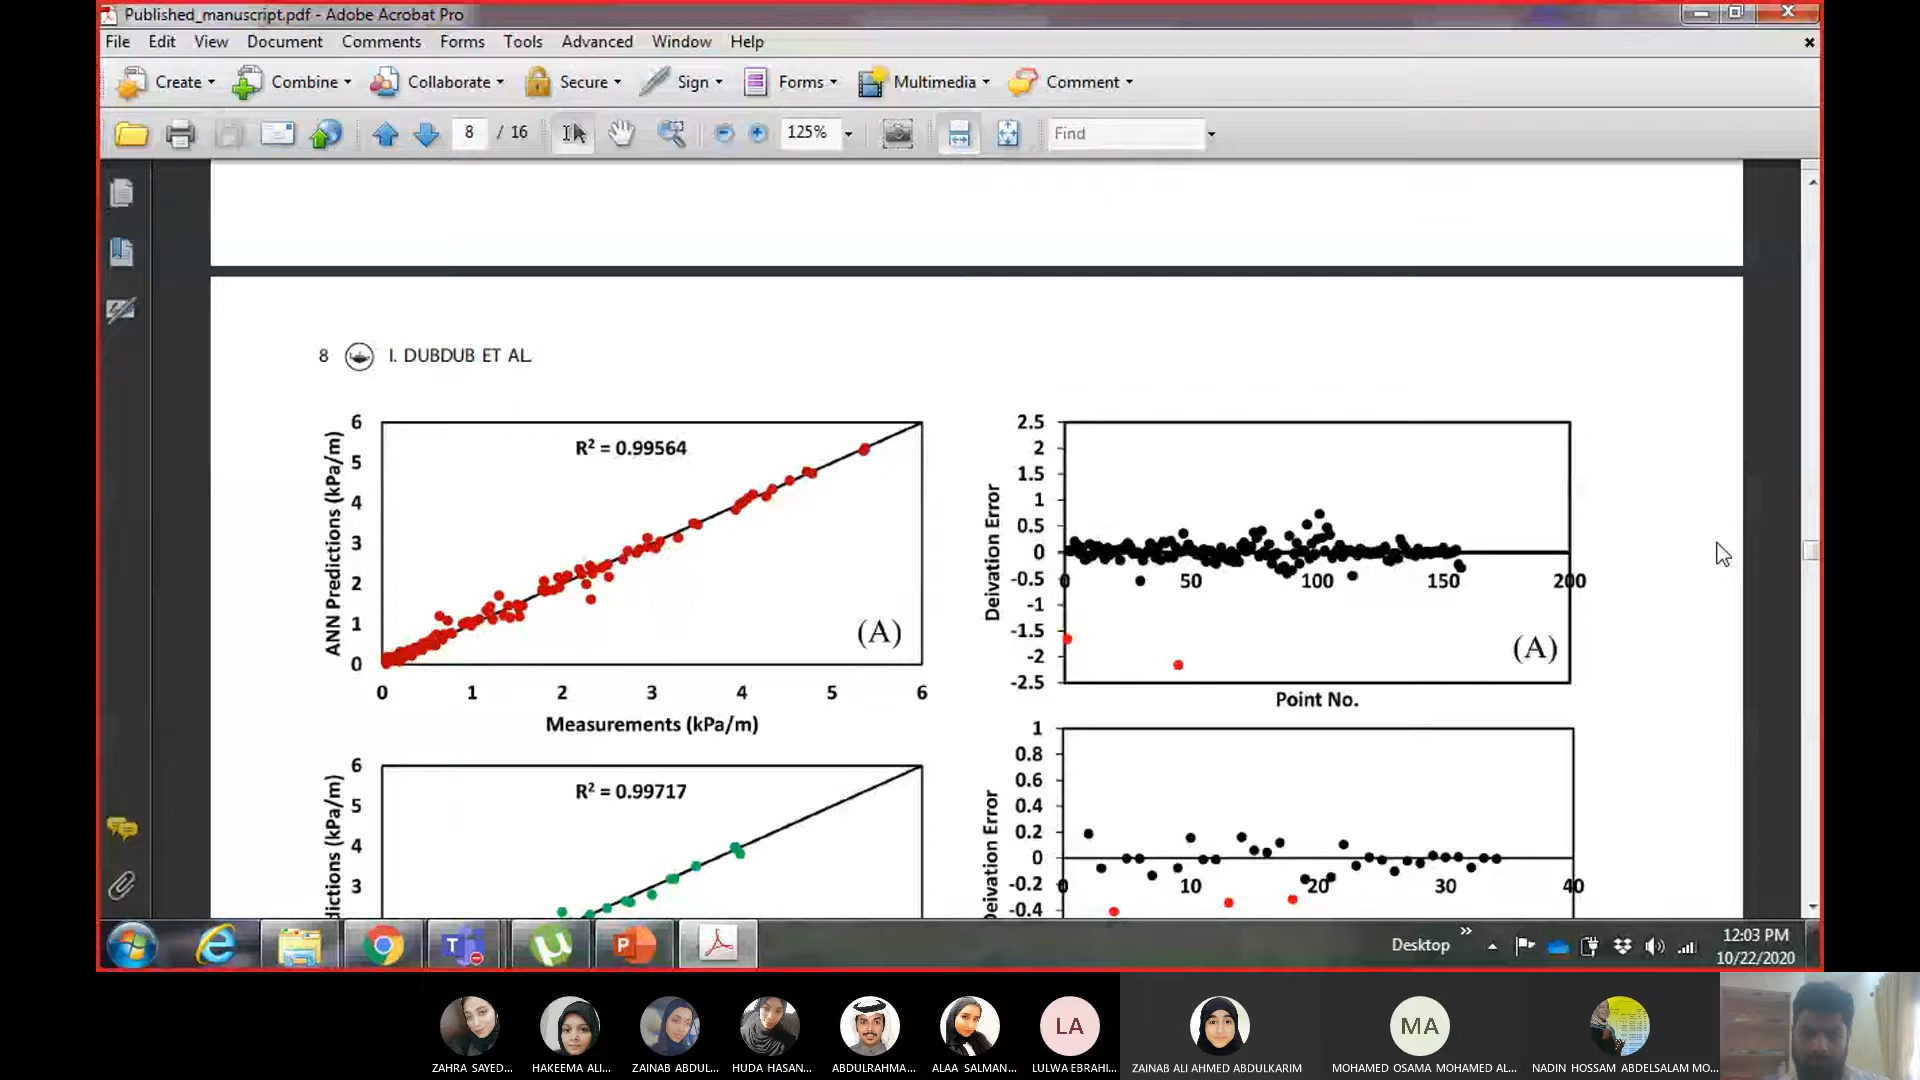 Published_manuscript.pdf - Adobe Acrobat Pro
File Edit View Document Comments Forms Tools Advanced Window Help
Create Combine Collaborate Secure Sign Forms Multimedia Comment
8 / 16 125% Find
8 I. DUBDUB ET AL.
6
5
4
3
2
1
0
ANN Predictions (kPa/m)
R² = 0.99564
(A)
0 1 2 3 4 5 6
Measurements (kPa/m)
2.5
2
1.5
1
0.5
0
-0.5
-1
-1.5
-2
-2.5
Deivation Error
0 50 100 150 200
(A)
Point No.
6
5
4
3
dictions (kPa/m)
R² = 0.99717
1
0.8
0.6
0.4
0.2
0
-0.2
-0.4
Deivation Error
0 10 20 30 40
Desktop
12:03 PM
10/22/2020
LA
MA
ZAHRA SAYED...
HAKEEMA ALI...
ZAINAB ABDUL...
HUDA HASAN...
ABDULRAHMA...
ALAA SALMAN...
LULWA EBRAHI...
ZAINAB ALI AHMED ABDULKARIM
MOHAMED OSAMA MOHAMED AL...
NADIN HOSSAM ABDELSALAM MO...